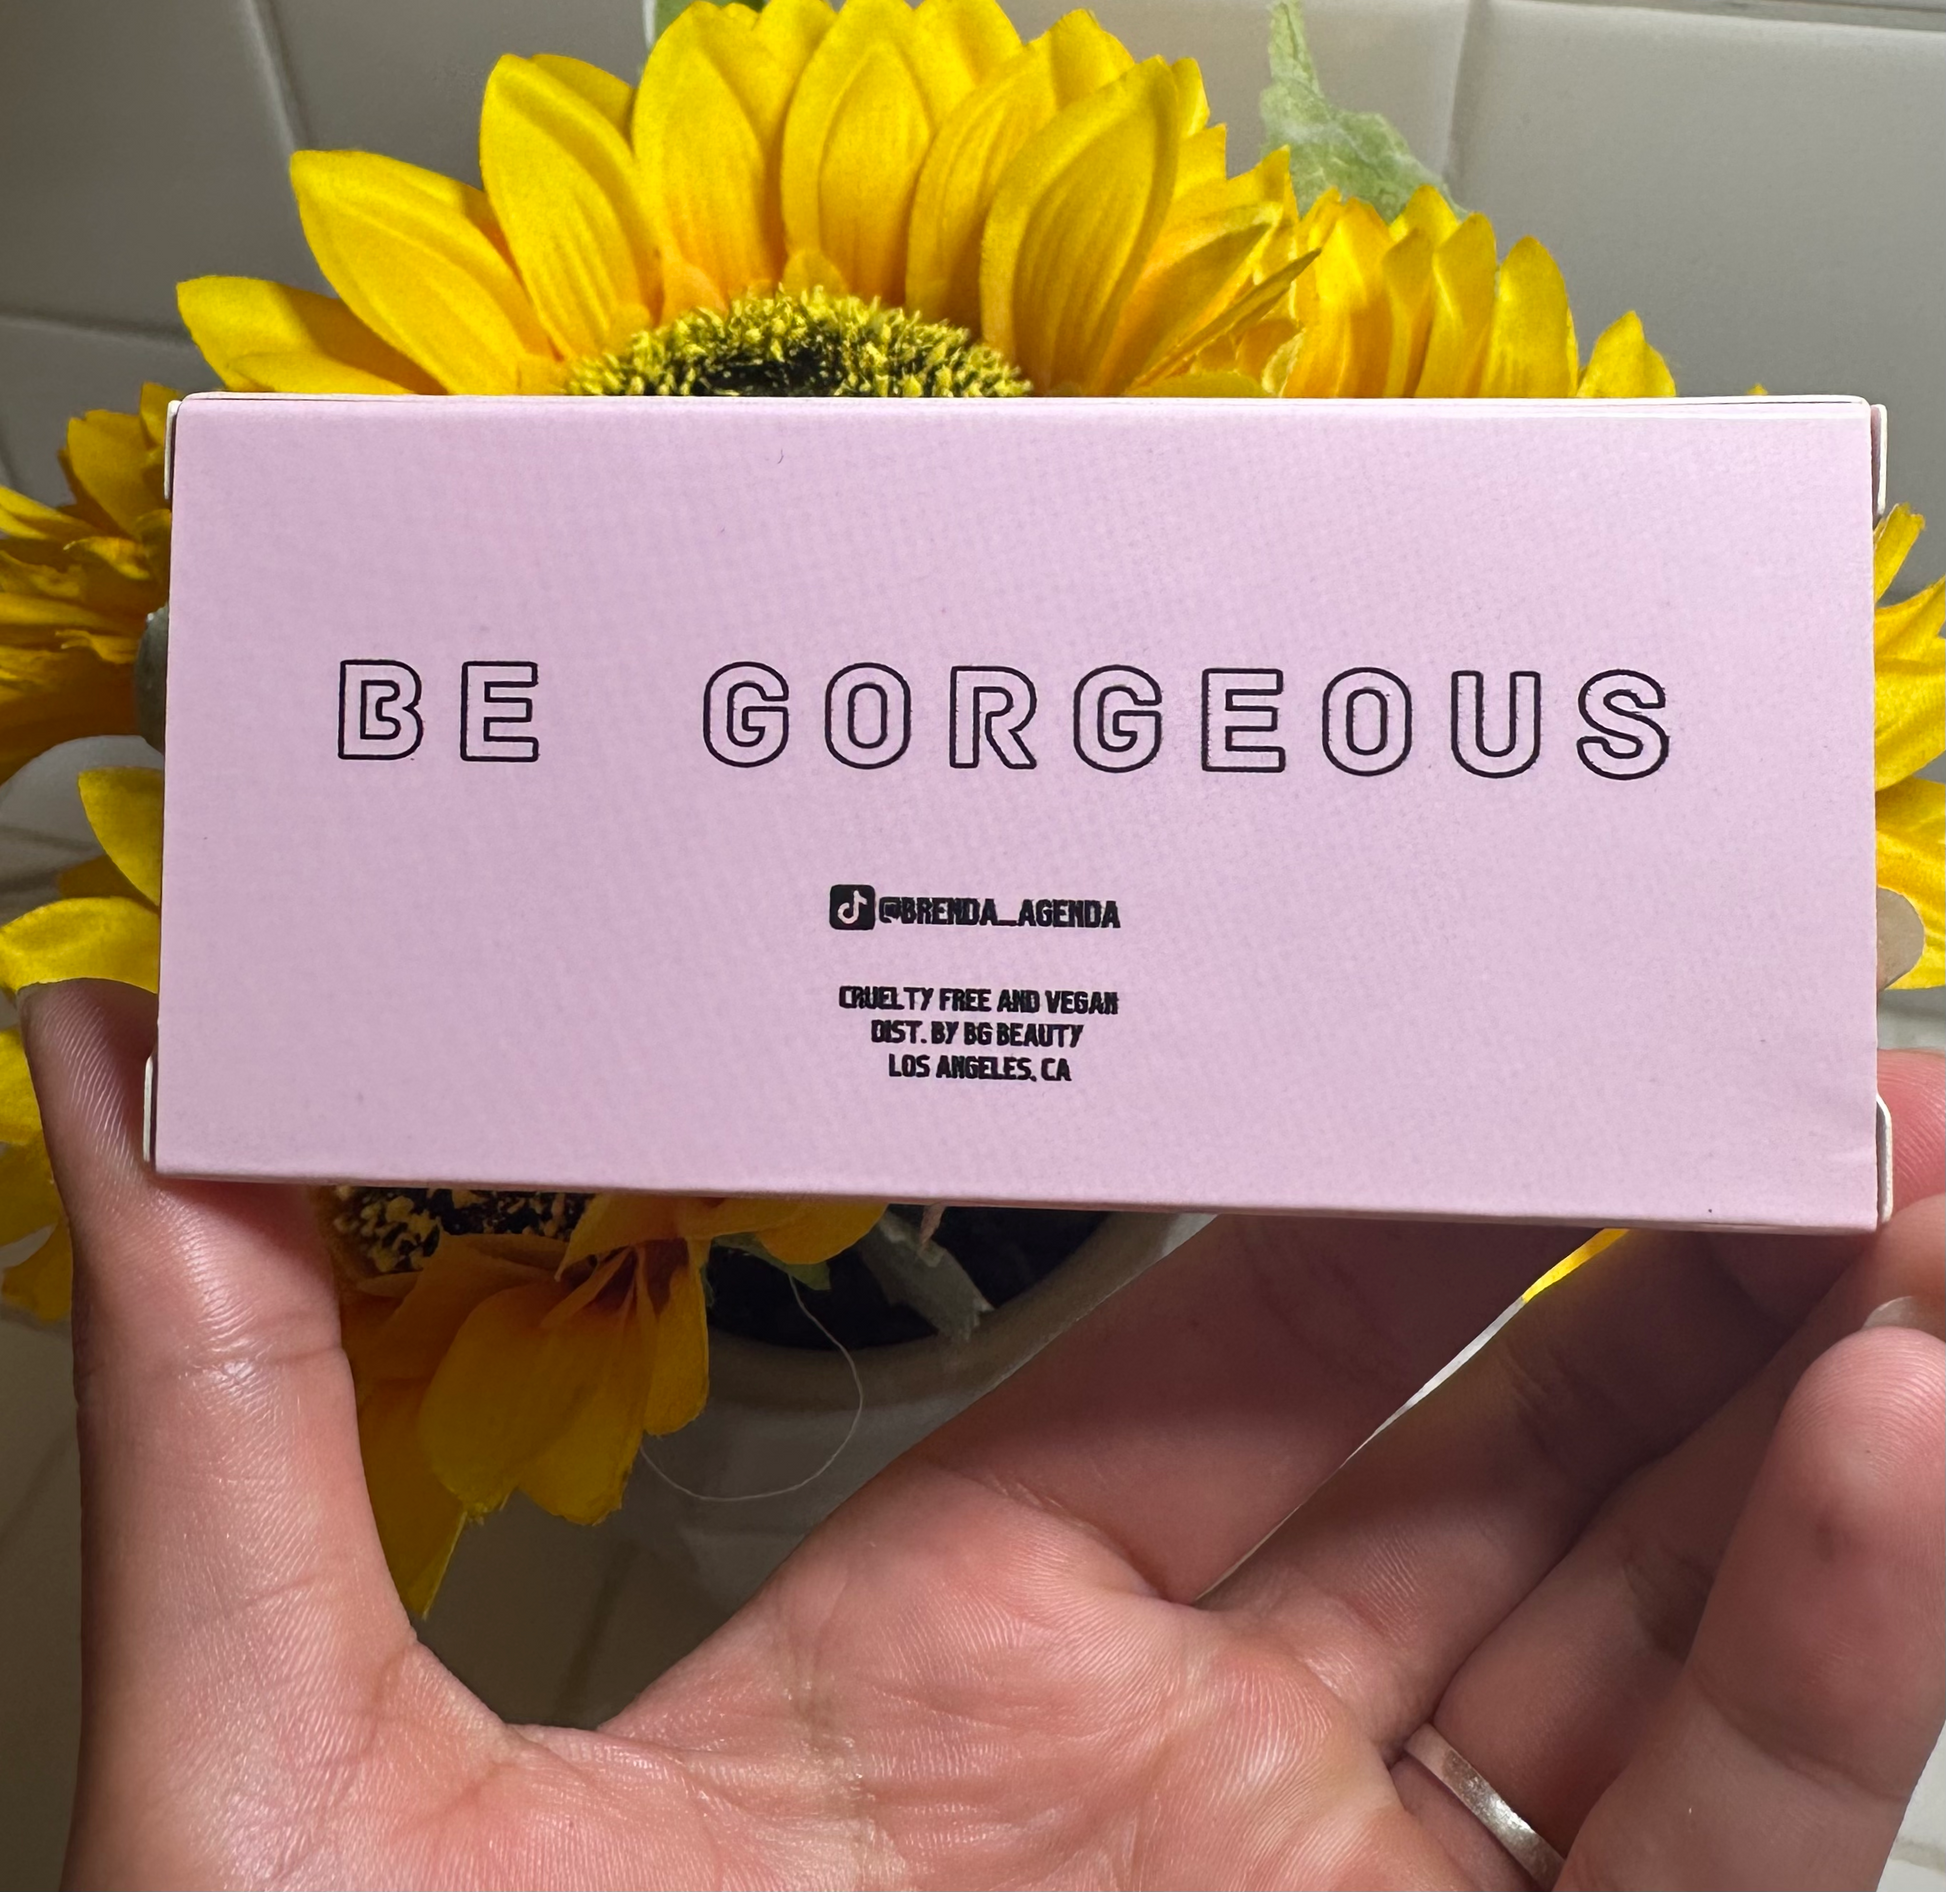 BE GORGEOUS
@BRENDA_AGENDA
CRUELTY FREE AND VEGAN
DIST. BY BG BEAUTY
LOS ANGELES, CA